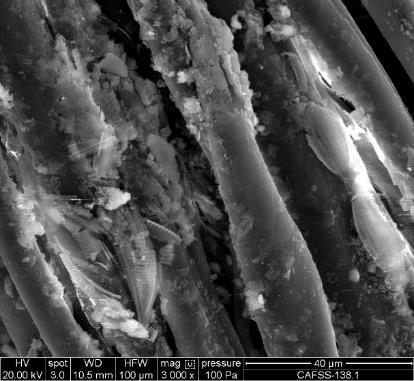 HV spot WD HFW mag pressure 40 µm
20.00 kV 3.0 10.5 mm 100 µm 3 000 x 100 Pa CAFSS-138.1